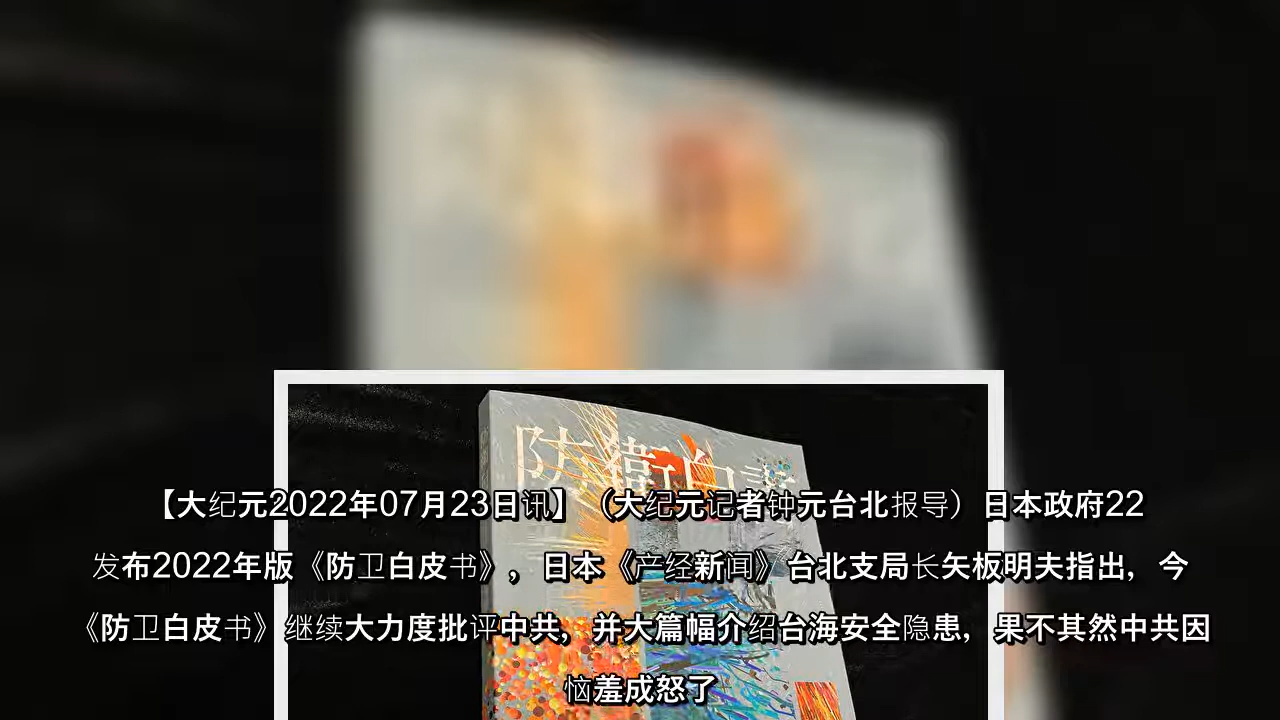 防衛白書
【大纪元2022年07月23日讯】（大纪元记者钟元台北报导）日本政府22
发布2022年版《防卫白皮书》，日本《产经新闻》台北支局长矢板明夫指出，今
《防卫白皮书》继续大力度批评中共，并大篇幅介绍台海安全隐患，果不其然中共因
恼羞成怒了